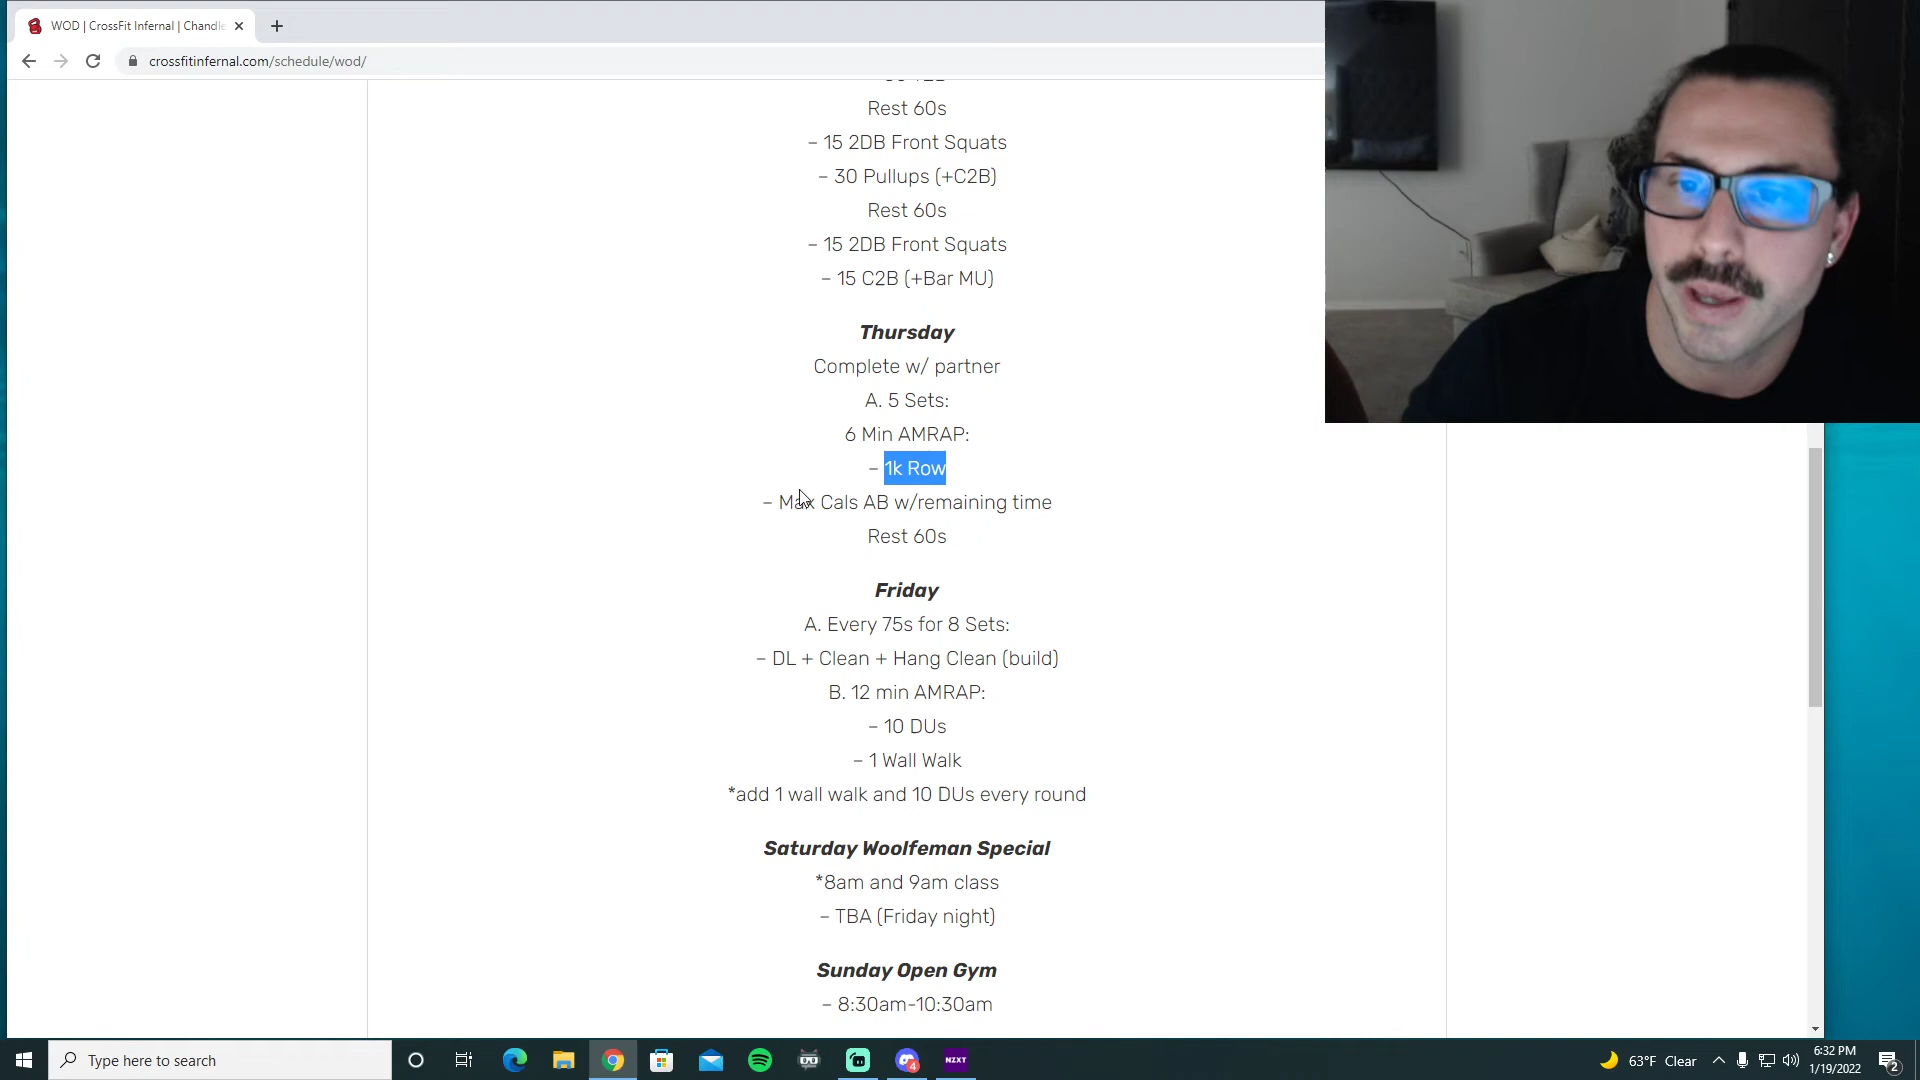 WOD | CrossFit Infernal | Chandle
crossfitinfernal.com/schedule/wod/
Rest 60s
– 15 2DB Front Squats
– 30 Pullups (+C2B)
Rest 60s
– 15 2DB Front Squats
– 15 C2B (+Bar MU)
Thursday
Complete w/ partner
A. 5 Sets:
6 Min AMRAP:
– 1k Row
– Max Cals AB w/remaining time
Rest 60s
Friday
A. Every 75s for 8 Sets:
– DL + Clean + Hang Clean (build)
B. 12 min AMRAP:
– 10 DUs
– 1 Wall Walk
*add 1 wall walk and 10 DUs every round
Saturday Woolfeman Special
*8am and 9am class
– TBA (Friday night)
Sunday Open Gym
– 8:30am-10:30am
Type here to search
4
NZXT
63°F Clear
6:32 PM
1/19/2022
2